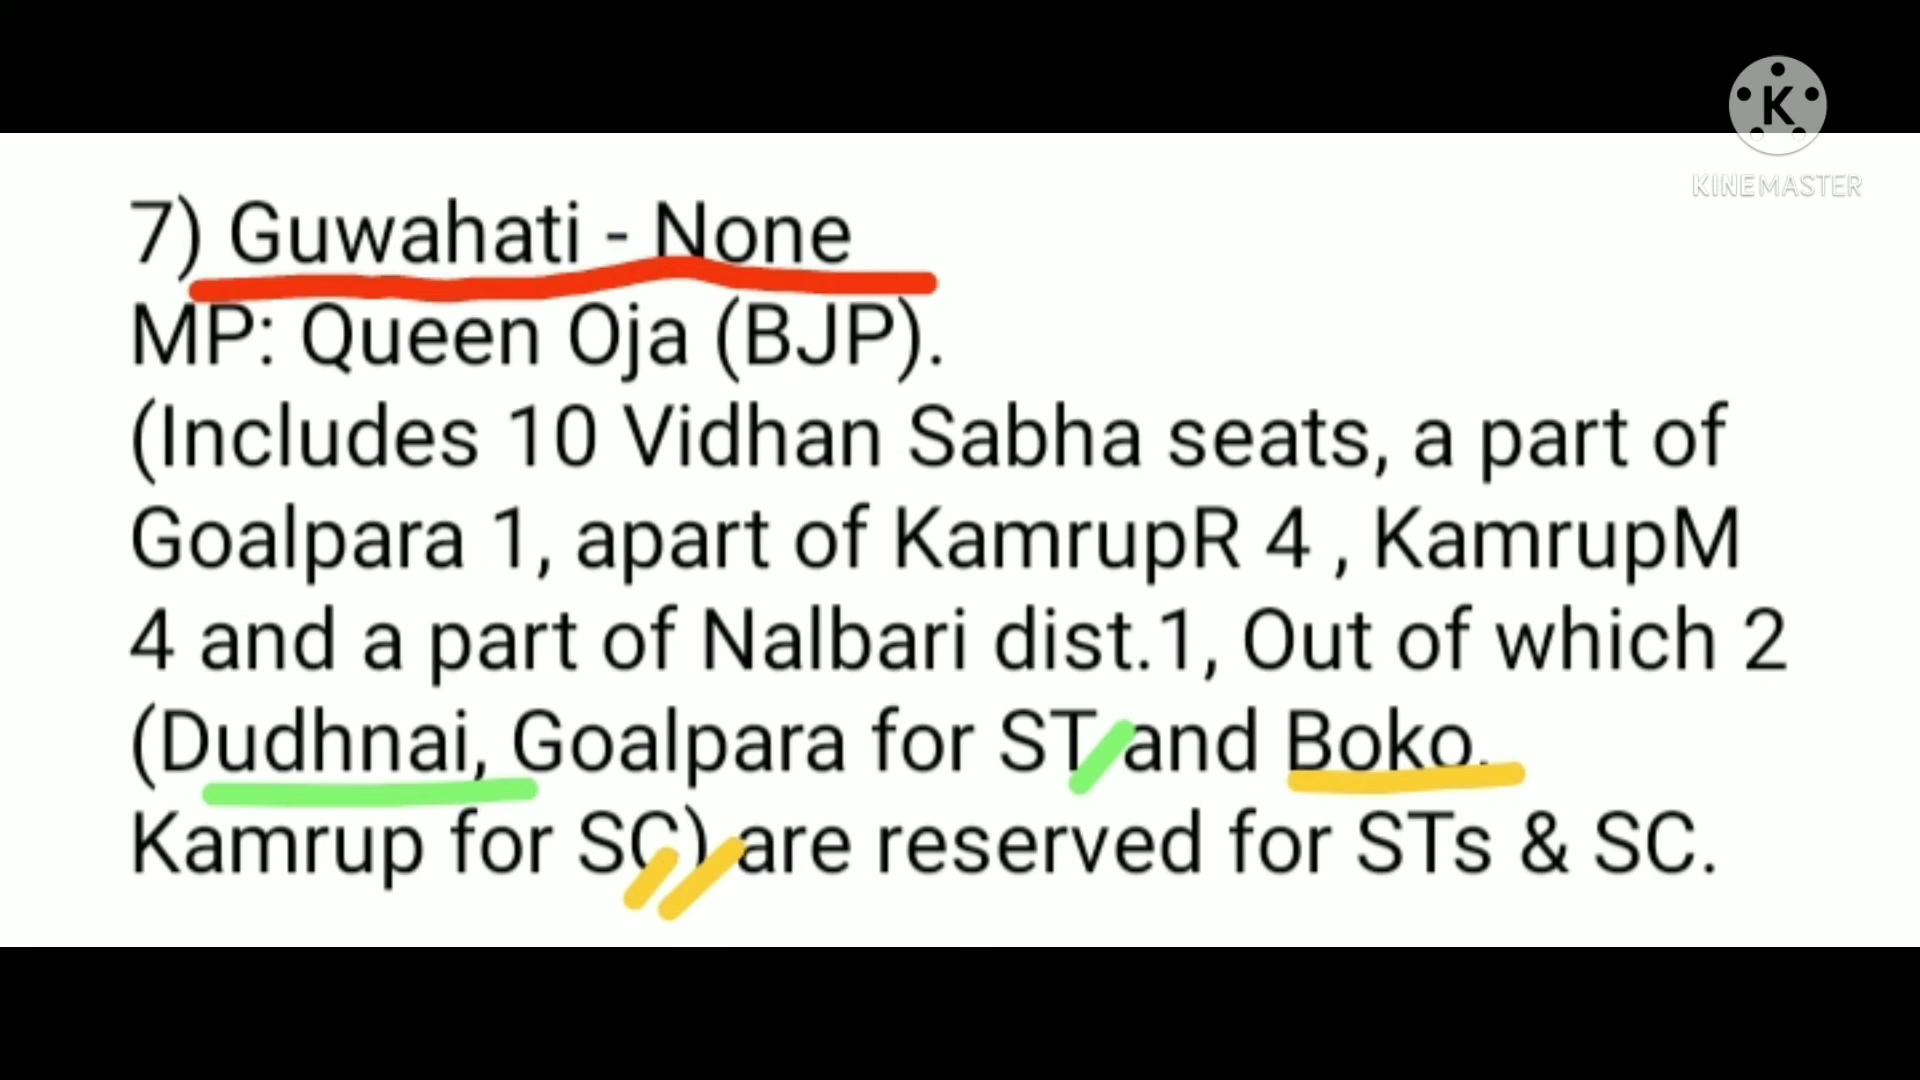 K
KINEMASTER
7) Guwahati - None
MP: Queen Oja (BJP).
(Includes 10 Vidhan Sabha seats, a part of
Goalpara 1, apart of KamrupR 4 , KamrupM
4 and a part of Nalbari dist.1, Out of which 2
(Dudhnai, Goalpara for ST and Boko.
Kamrup for SC) are reserved for STs & SC.